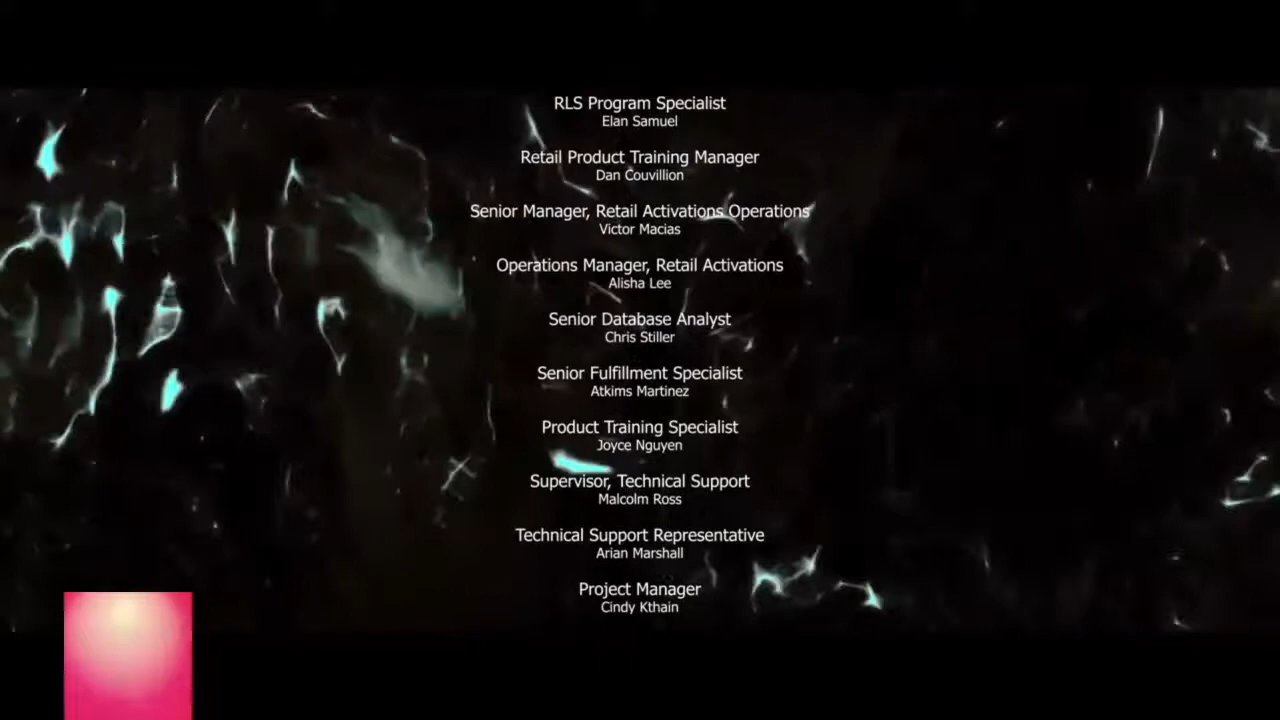 RLS Program Specialist
Elan Samuel
Retail Product Training Manager
Dan Couvillion
Senior Manager, Retail Activations Operations
Victor Macias
Operations Manager, Retail Activations
Alisha Lee
Senior Database Analyst
Chris Stiller
Senior Fulfillment Specialist
Atkims Martinez
Product Training Specialist
Joyce Nguyen
Supervisor, Technical Support
Malcolm Ross
Technical Support Representative
Arian Marshall
Project Manager
Cindy Kthain